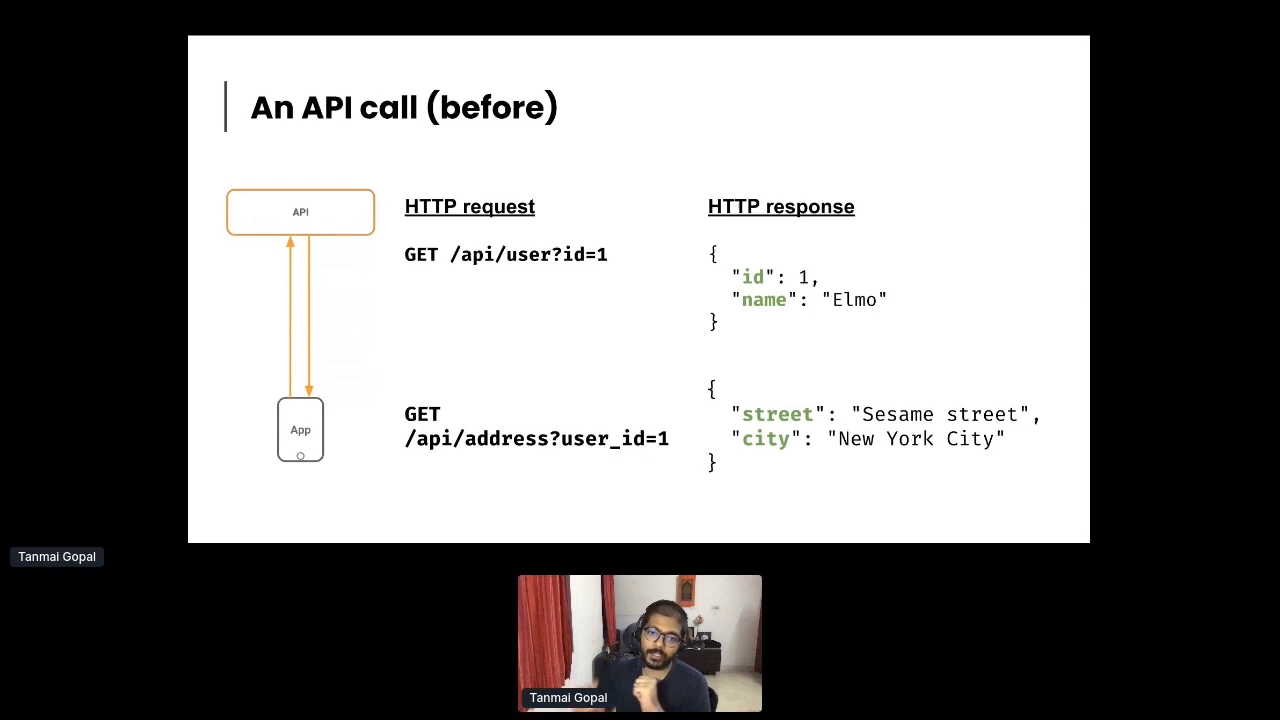 An API call (before)
API
App
HTTP request
GET /api/user?id=1
GET
/api/address?user_id=1
HTTP response
{
"id": 1,
"name": "Elmo"
}
{
"street": "Sesame street",
"city": "New York City"
}
Tanmai Gopal
Tanmai Gopal